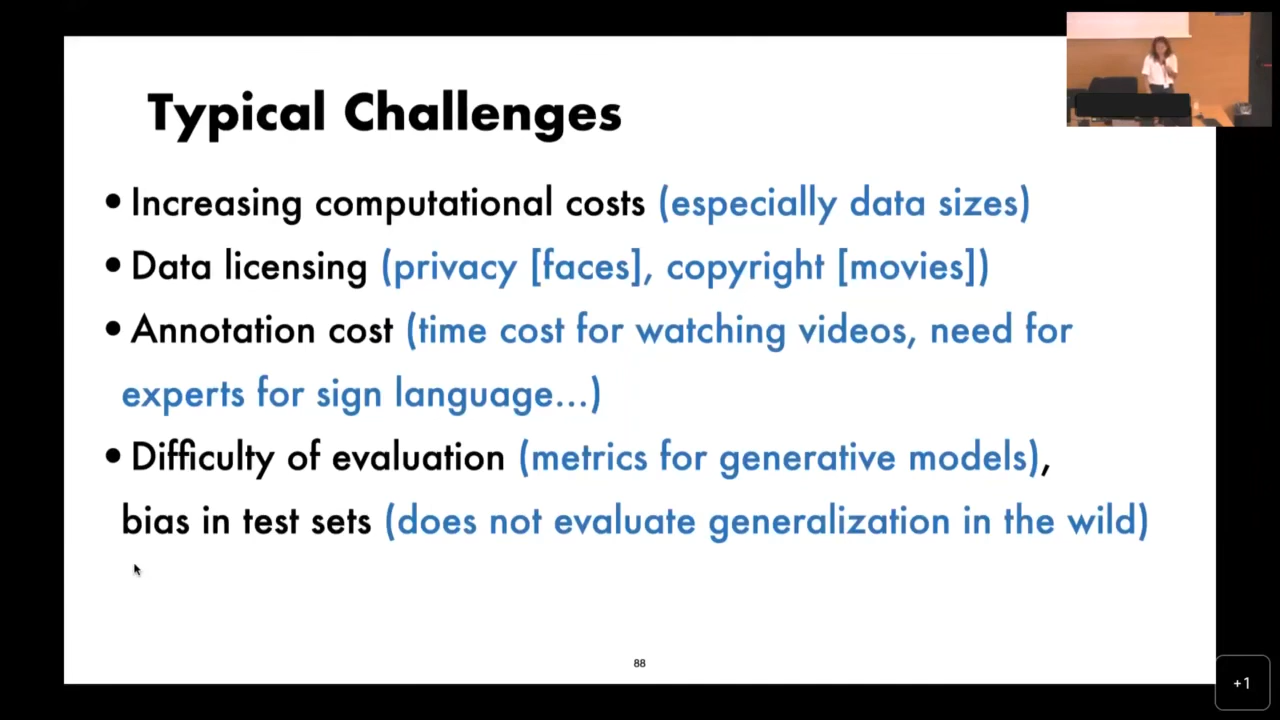 Typical Challenges
• Increasing computational costs (especially data sizes)
• Data licensing (privacy [faces], copyright [movies])
• Annotation cost (time cost for watching videos, need for
experts for sign language...)
• Difficulty of evaluation (metrics for generative models),
bias in test sets (does not evaluate generalization in the wild)
88
+1